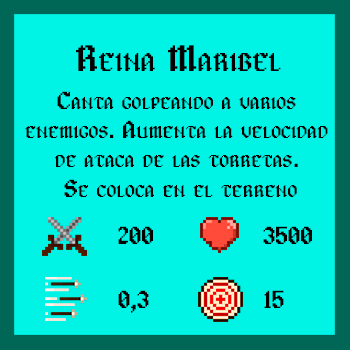 Reina Maribel
Canta golpeando a varios
enemigos. Aumenta la velocidad
de ataca de las torretas.
Se coloca en el terreno
200 3500
0,3 15